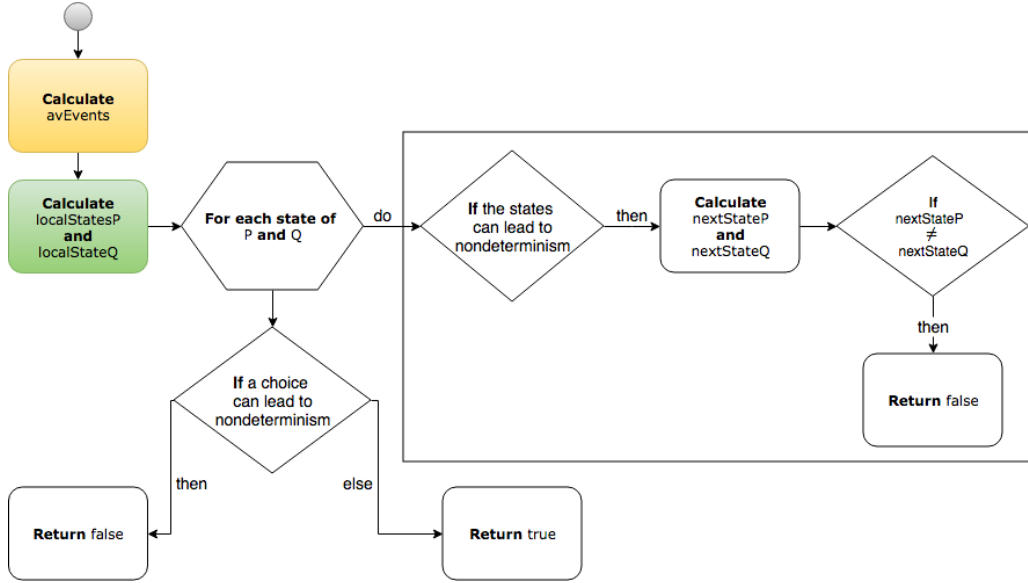 Calculate
avEvents
Calculate
localStatesP
and
localStateQ
For each state of
P and Q
do
If the states
can lead to
nondeterminism
then
Calculate
nextStateP
and
nextStateQ
If
nextStateP
≠
nextStateQ
then
Return false
If a choice
can lead to
nondeterminism
then
else
Return false
Return true